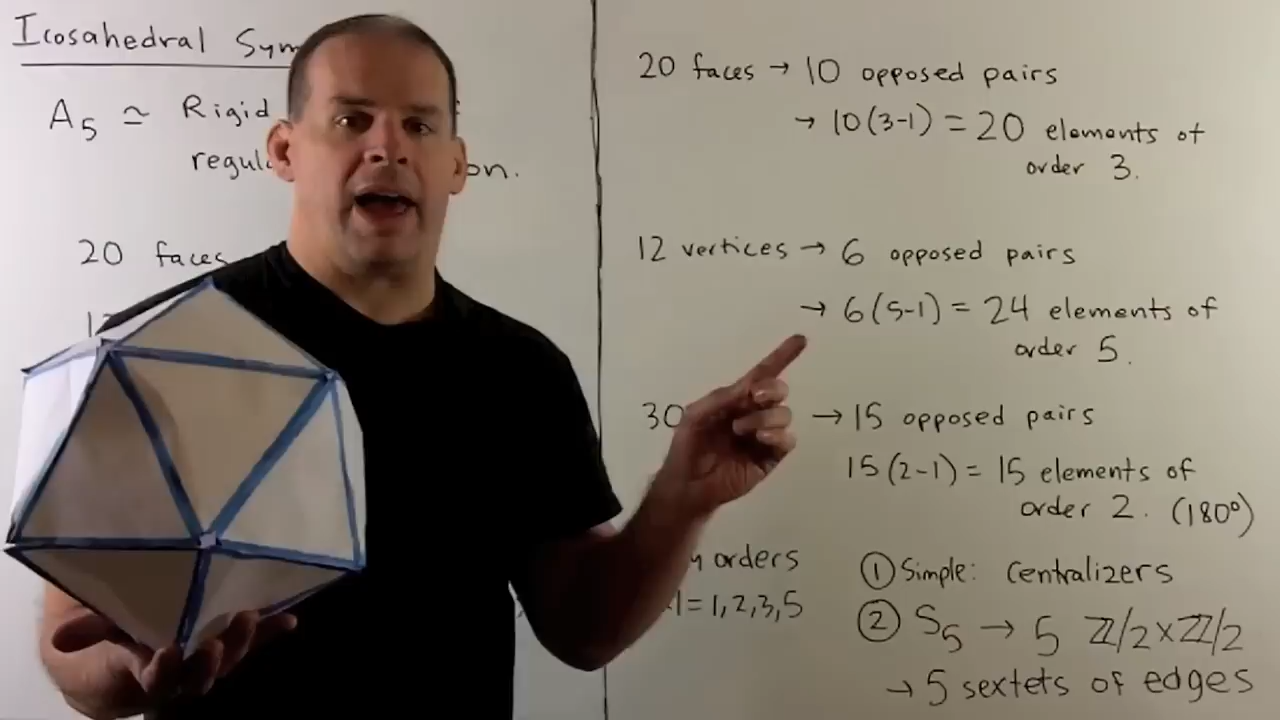 Icosahedral Sym
A5 ≃ Rigid
regul on.
20 faces
12
20 faces → 10 opposed pairs
→ 10(3-1) = 20 elements of
order 3.
12 vertices → 6 opposed pairs
→ 6(5-1) = 24 elements of
order 5.
30 → 15 opposed pairs
15(2-1) = 15 elements of
order 2. (180°)
orders
= 1,2,3,5
① Simple: Centralizers
② S5 → 5 ℤ/2×ℤ/2
→ 5 sextets of edges